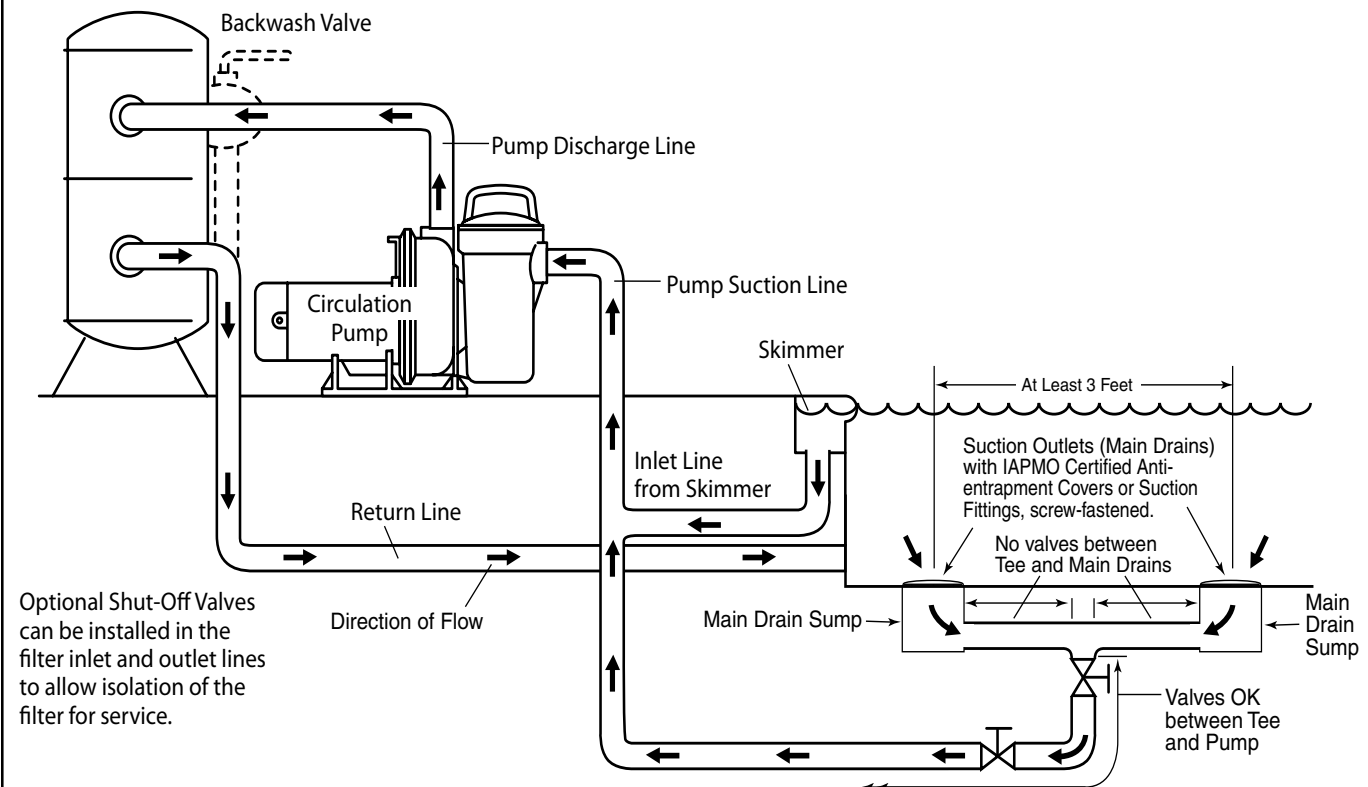 Backwash Valve
Pump Discharge Line
Circulation
Pump
Pump Suction Line
Skimmer
At Least 3 Feet
Suction Outlets (Main Drains)
with IAPMO Certified Anti-
entrapment Covers or Suction
Fittings, screw-fastened.
Inlet Line
from Skimmer
Return Line
No valves between
Tee and Main Drains
Direction of Flow
Main Drain Sump
Main
Drain
Sump
Optional Shut-Off Valves
can be installed in the
filter inlet and outlet lines
to allow isolation of the
filter for service.
Valves OK
between Tee
and Pump